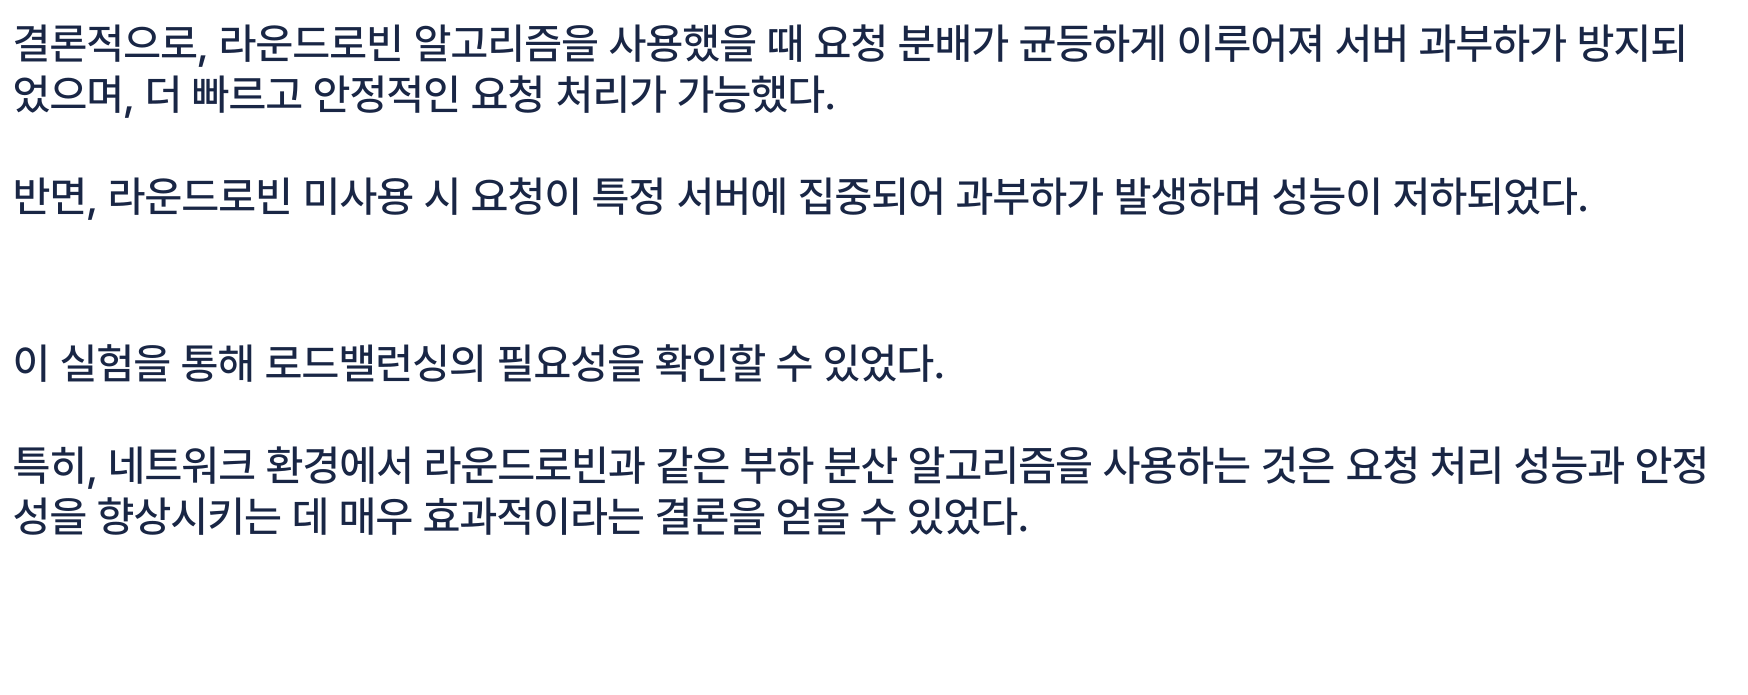 결론적으로, 라운드로빈 알고리즘을 사용했을 때 요청 분배가 균등하게 이루어져 서버 과부하가 방지되
었으며, 더 빠르고 안정적인 요청 처리가 가능했다.
반면, 라운드로빈 미사용 시 요청이 특정 서버에 집중되어 과부하가 발생하며 성능이 저하되었다.
이 실험을 통해 로드밸런싱의 필요성을 확인할 수 있었다.
특히, 네트워크 환경에서 라운드로빈과 같은 부하 분산 알고리즘을 사용하는 것은 요청 처리 성능과 안정
성을 향상시키는 데 매우 효과적이라는 결론을 얻을 수 있었다.